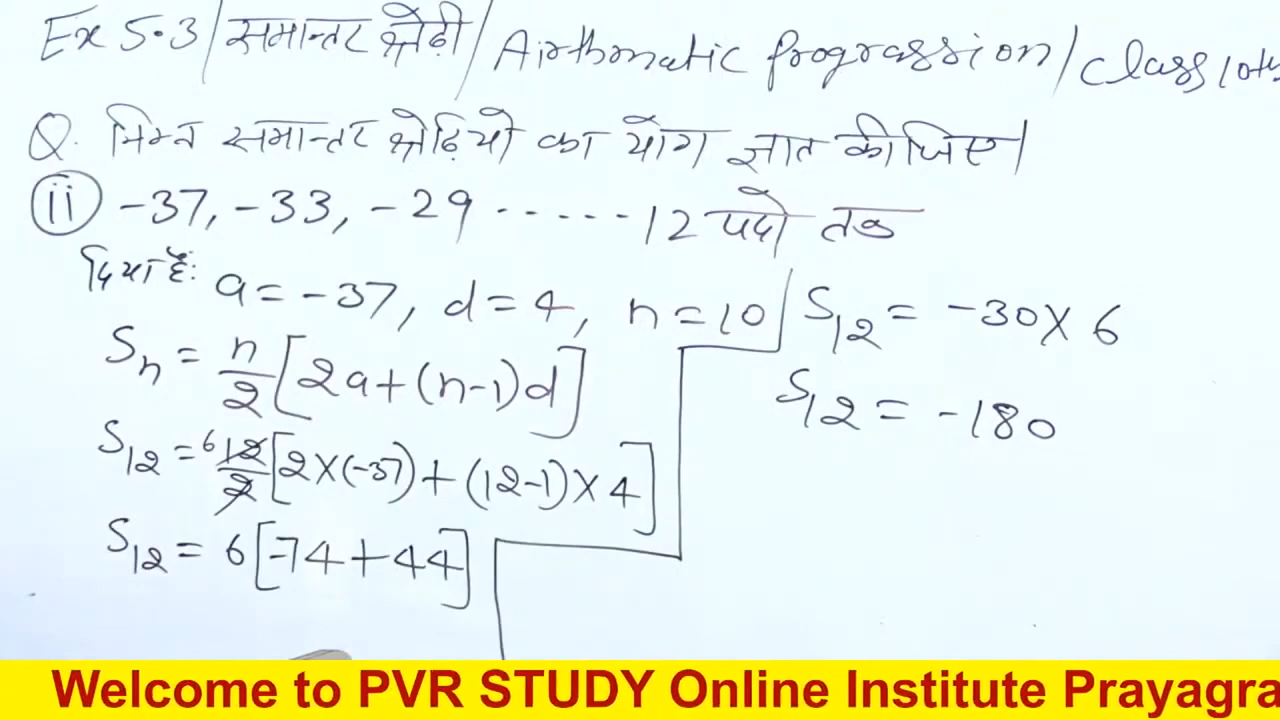 Ex 5.3/समान्तर श्रेढ़ी/Airthmatic Prograssion/Class 10th
Q. निम्न समान्तर श्रेढ़ियो का योग ज्ञात कीजिए।
ii -37, -33, -29 ...... 12 पदो तक
दिया है: a = -37, d = 4, n = 10
Sn = n/2 [2a+(n-1)d]
S12 = 6 12/2 [2×(-37)+(12-1)×4]
S12 = 6[-74+44]
S12 = -30×6
S12 = -180
Welcome to PVR STUDY Online Institute Prayagra